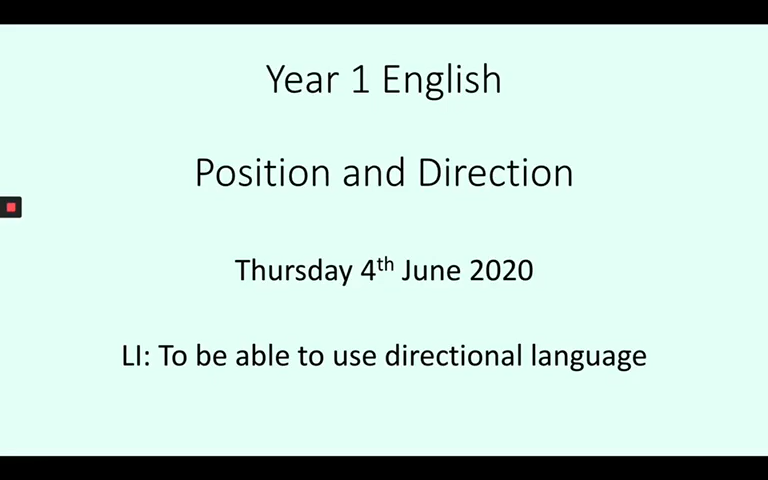 Year 1 English
Position and Direction
Thursday 4th June 2020
LI: To be able to use directional language